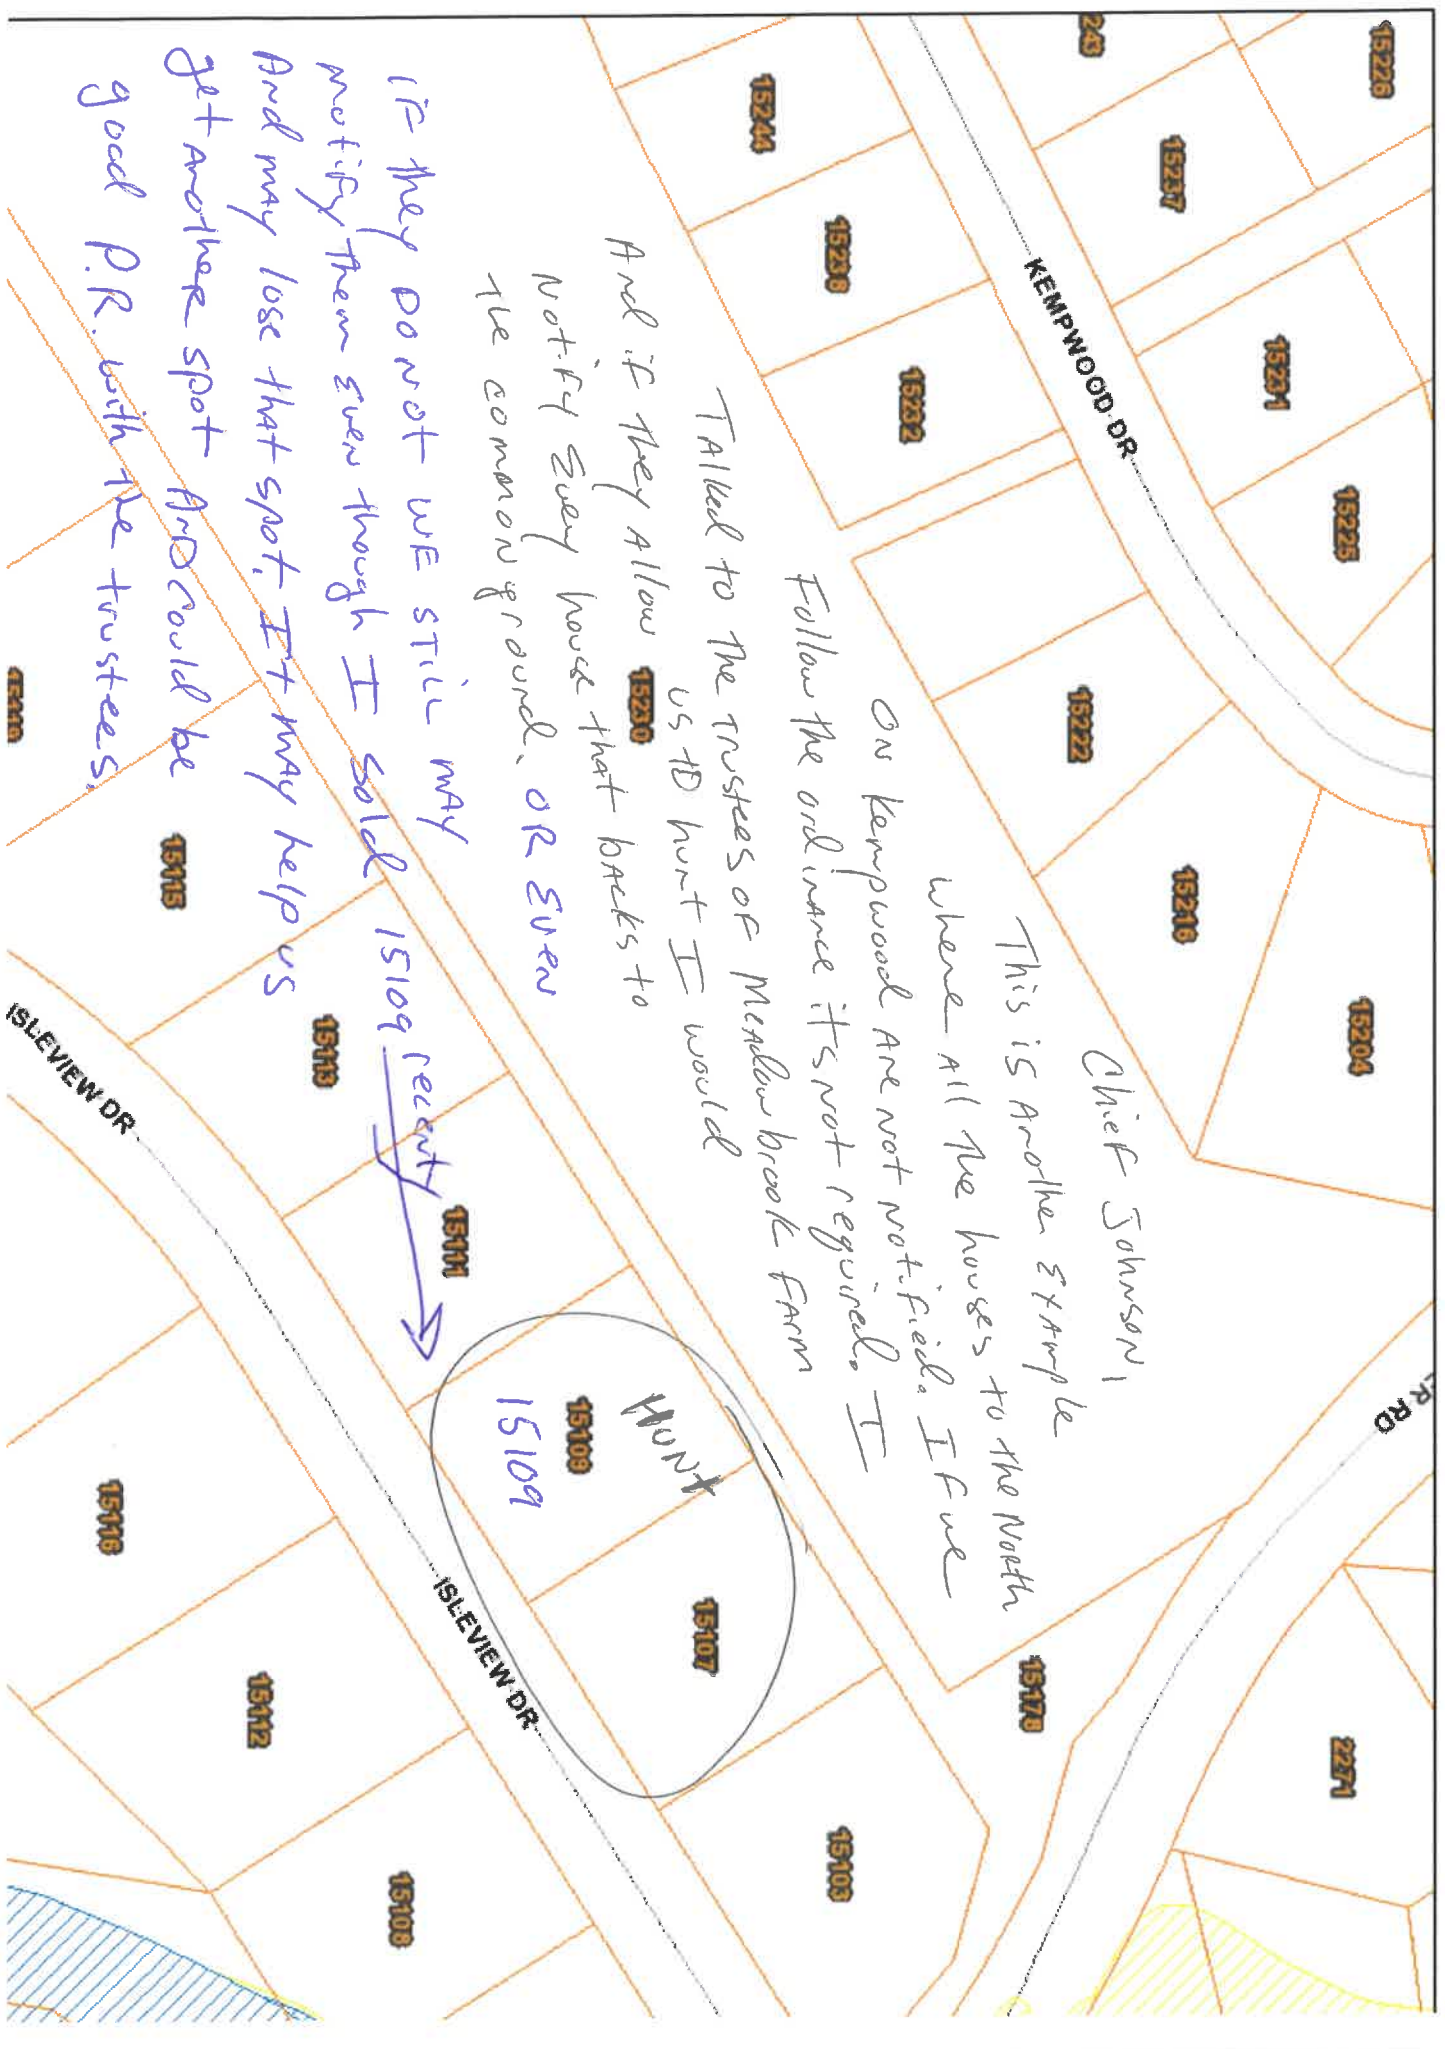 Chief Johnson,
This is Another Example
where All the houses to the North
ON Kempwood Are not notified. If we
Follow the ordinance its not required. I
TAlked to the trustees of Meadowbrook Farm
And if they Allow us to hunt I would
Notify Every house that backs to
the common ground. OR Even
if they DO NOT WE STILL MAY
notify them even though I sold 15109 recently
And may lose that spot. It may help us
get Another spot AND could be
good P.R. with the trustees.
HUNT
15109
15226
243
15237
15231
15225
15244
15238
15232
15222
15216
15204
KEMPWOOD DR
15230
R RD
15178
2271
15115
15113
15111
15109
15107
15103
ISLEVIEW DR
ISLEVIEW DR
15116
15112
15108